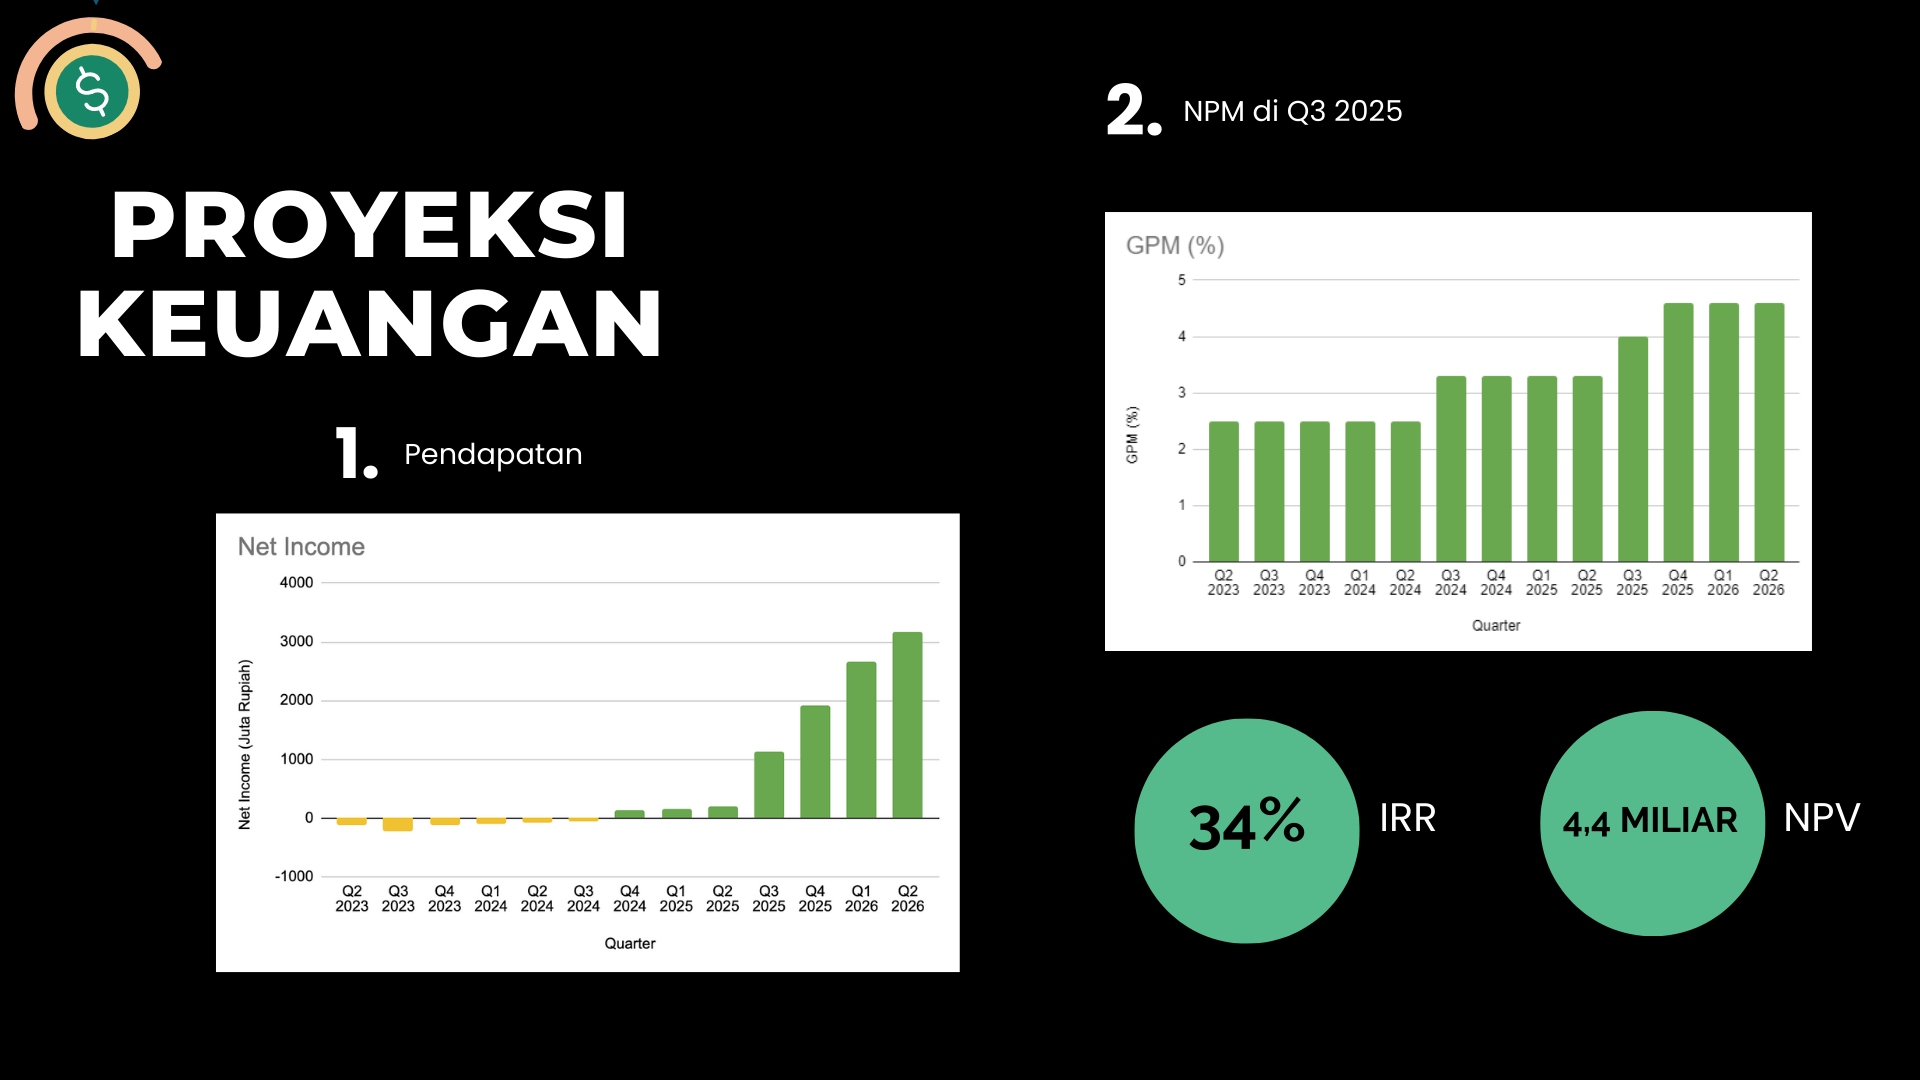 $
PROYEKSI
KEUANGAN
1. Pendapatan
Net Income
Net Income (Juta Rupiah)
4000
3000
2000
1000
0
-1000
Q2 Q3 Q4 Q1 Q2 Q3 Q4 Q1 Q2 Q3 Q4 Q1 Q2
2023 2023 2023 2024 2024 2024 2024 2025 2025 2025 2025 2026 2026
Quarter
2. NPM di Q3 2025
GPM (%)
GPM (%)
5
4
3
2
1
0
Q2 Q3 Q4 Q1 Q2 Q3 Q4 Q1 Q2 Q3 Q4 Q1 Q2
2023 2023 2023 2024 2024 2024 2024 2025 2025 2025 2025 2026 2026
Quarter
34% IRR
4,4 MILIAR NPV